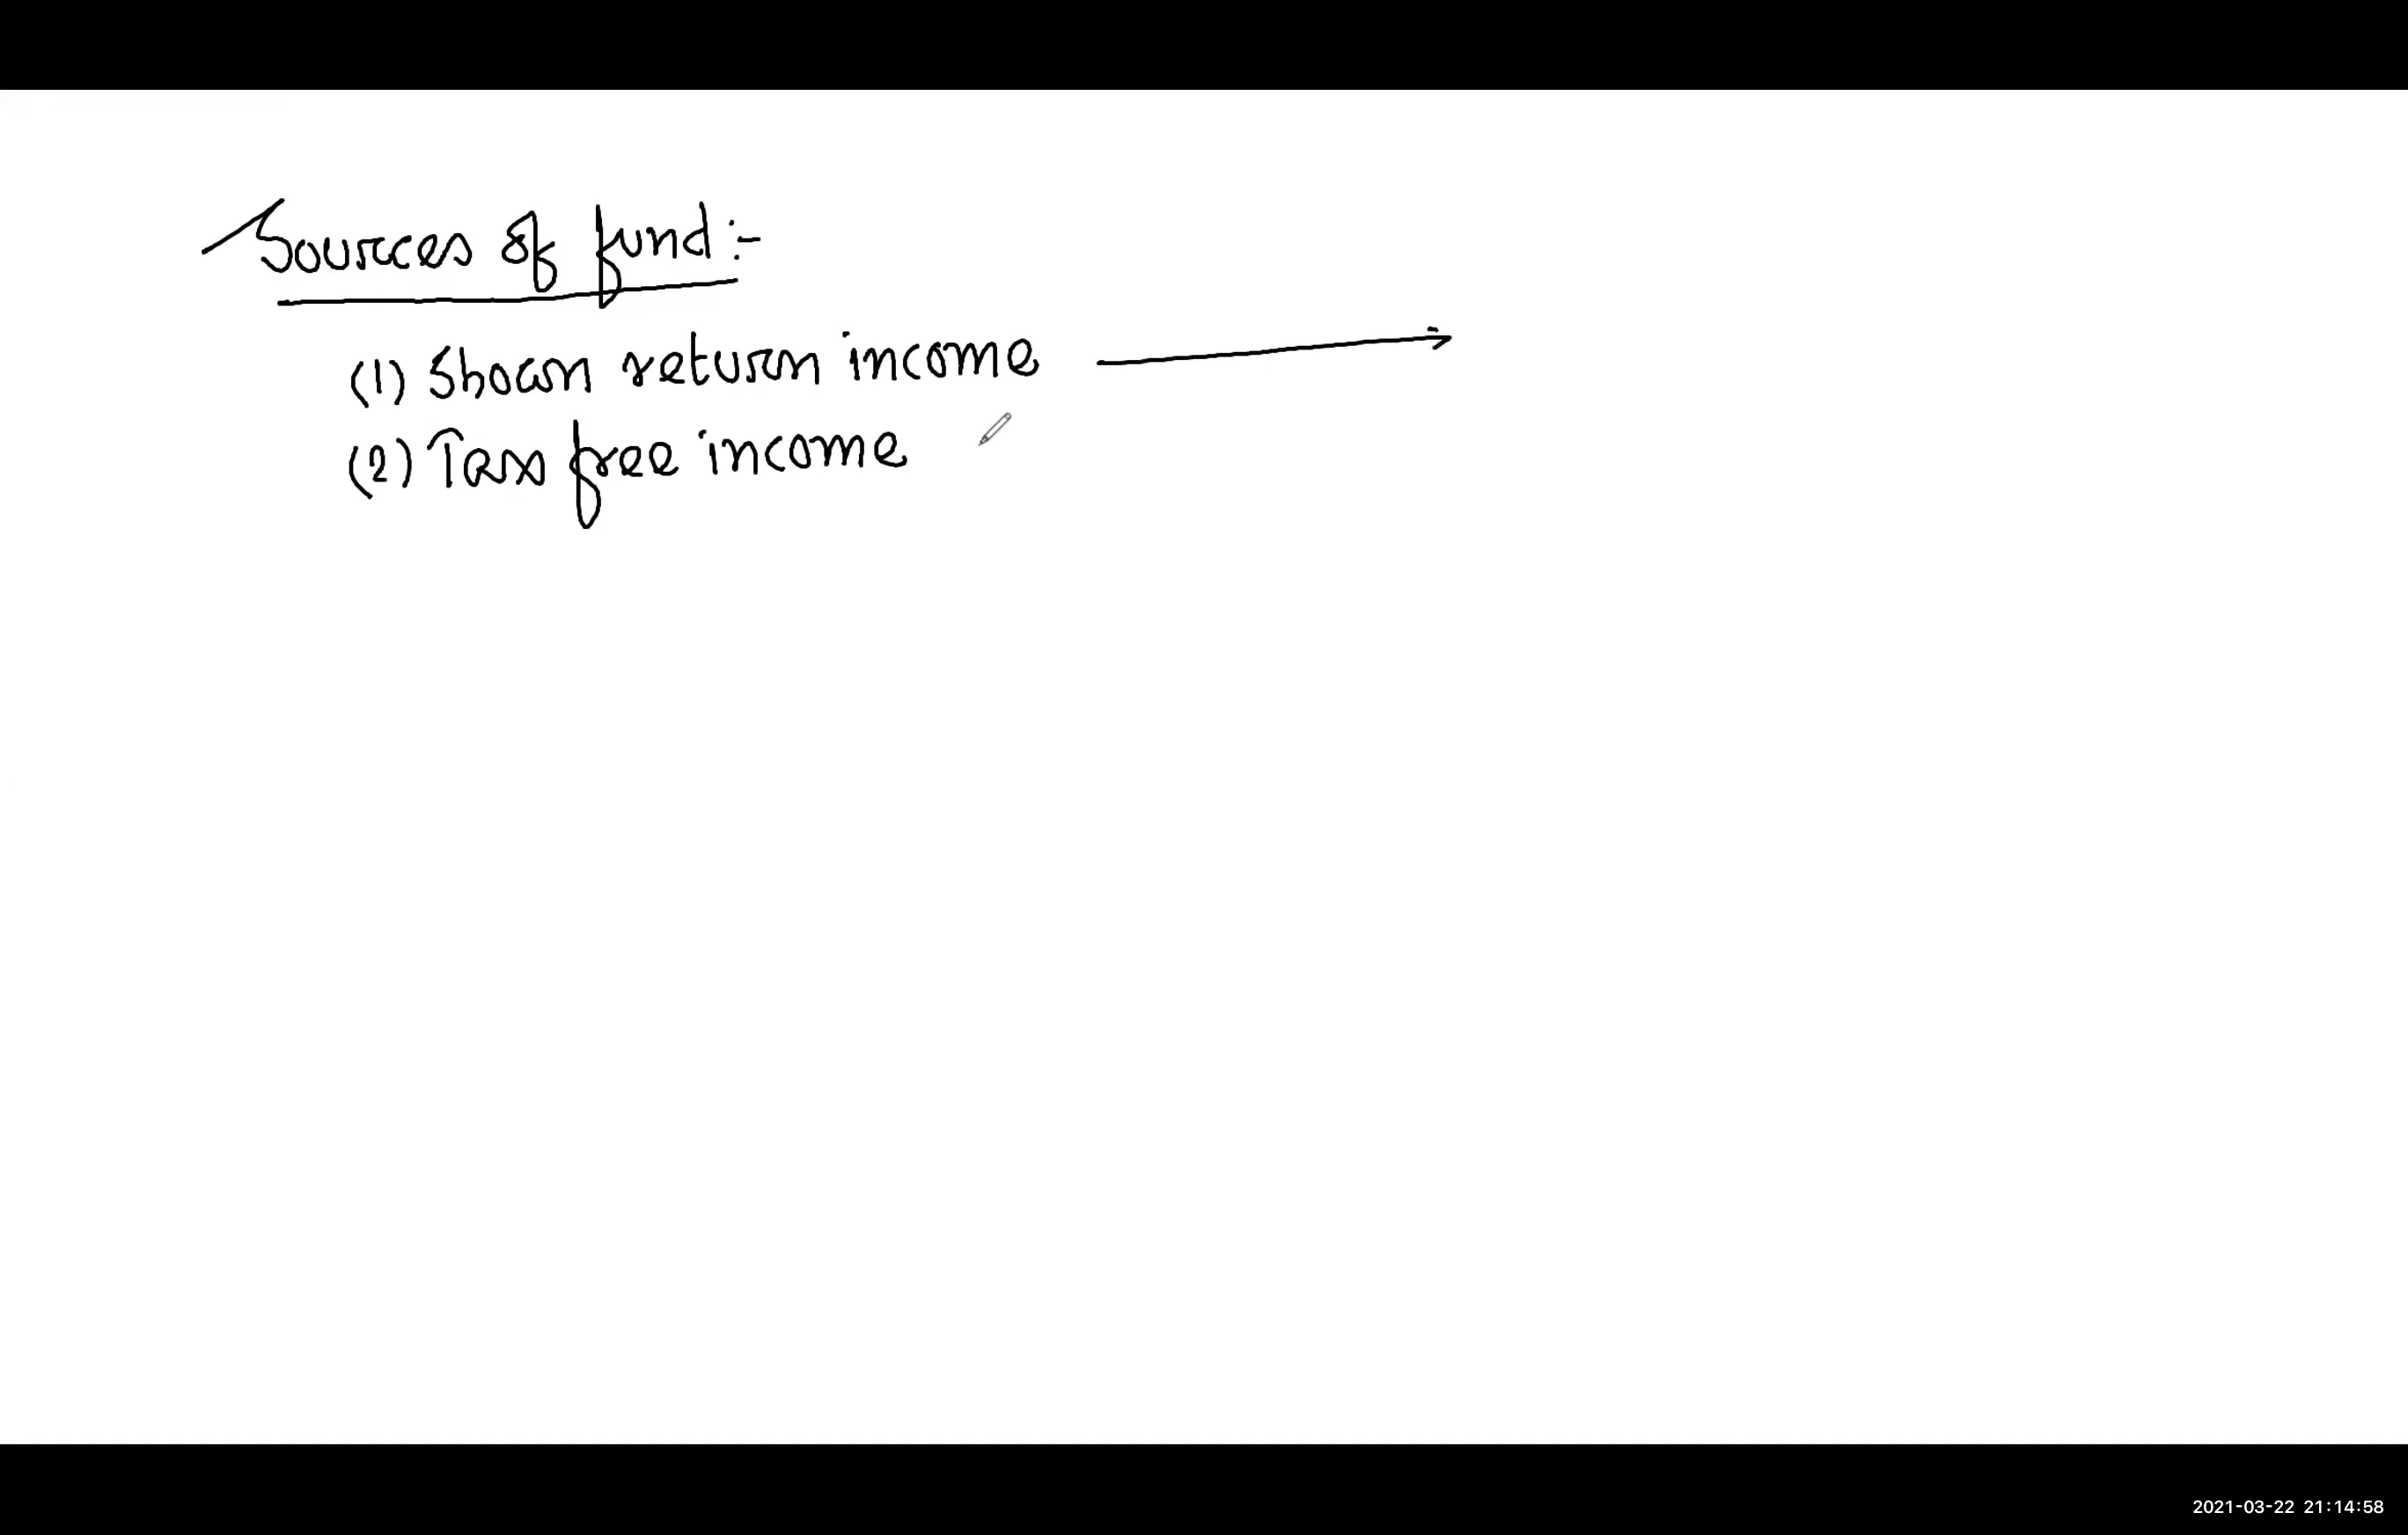 Sources of fund :-
(1) Shown return income →
(2) Tax free income
2021-03-22 21:14:58